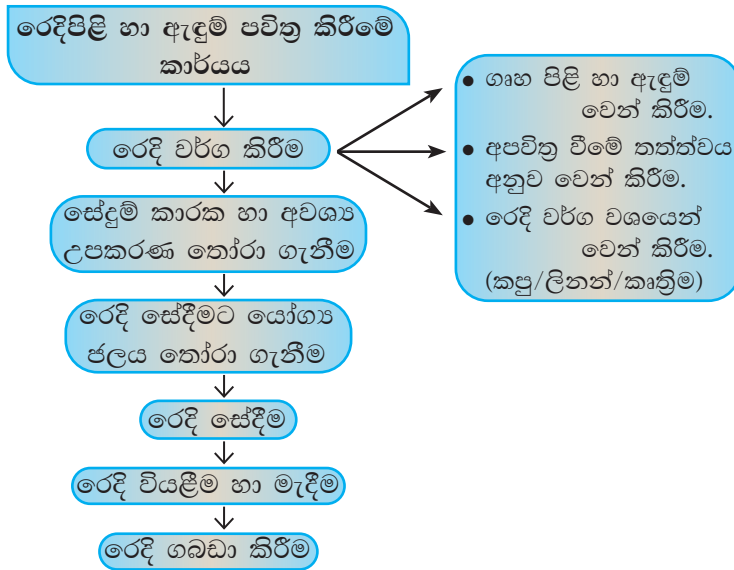 රෙදිපිළි හා ඇඳුම් පවිත්‍ර කිරීමේ
කාර්යය
රෙදි වර්ග කිරීම
• ගෘහ පිළි හා ඇඳුම්
වෙන් කිරීම.
• අපවිත්‍ර වීමේ තත්ත්වය
අනුව වෙන් කිරීම.
• රෙදි වර්ග වශයෙන්
වෙන් කිරීම.
(කපු/ලිනන්/කෘත්‍රිම)
සේදුම් කාරක හා අවශ්‍ය
උපකරණ තෝරා ගැනීම
රෙදි සේදීමට යෝග්‍ය
ජලය තෝරා ගැනීම
රෙදි සේදීම
රෙදි වියළීම හා මැදීම
රෙදි ගබඩා කිරීම